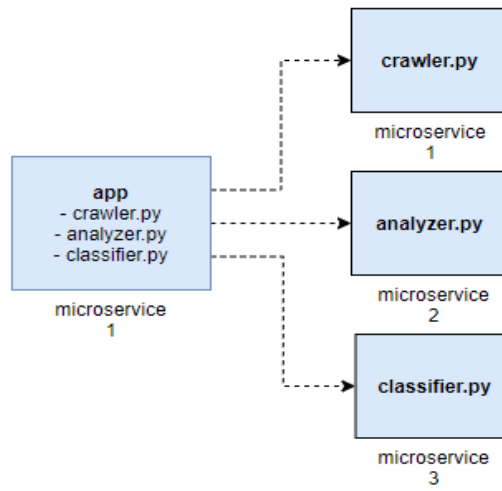 app
- crawler.py
- analyzer.py
- classifier.py
microservice
1
crawler.py
microservice
1
analyzer.py
microservice
2
classifier.py
microservice
3